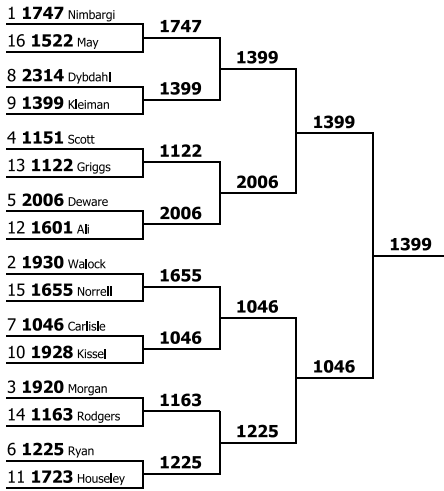 1 1747 Nimbargi
16 1522 May
8 2314 Dybdahl
9 1399 Kleiman
4 1151 Scott
13 1122 Griggs
5 2006 Deware
12 1601 Ali
2 1930 Walock
15 1655 Norrell
7 1046 Carlisle
10 1928 Kissel
3 1920 Morgan
14 1163 Rodgers
6 1225 Ryan
11 1723 Houseley
1747
1399
1122
2006
1655
1046
1163
1225
1399
2006
1046
1225
1399
1046
1399